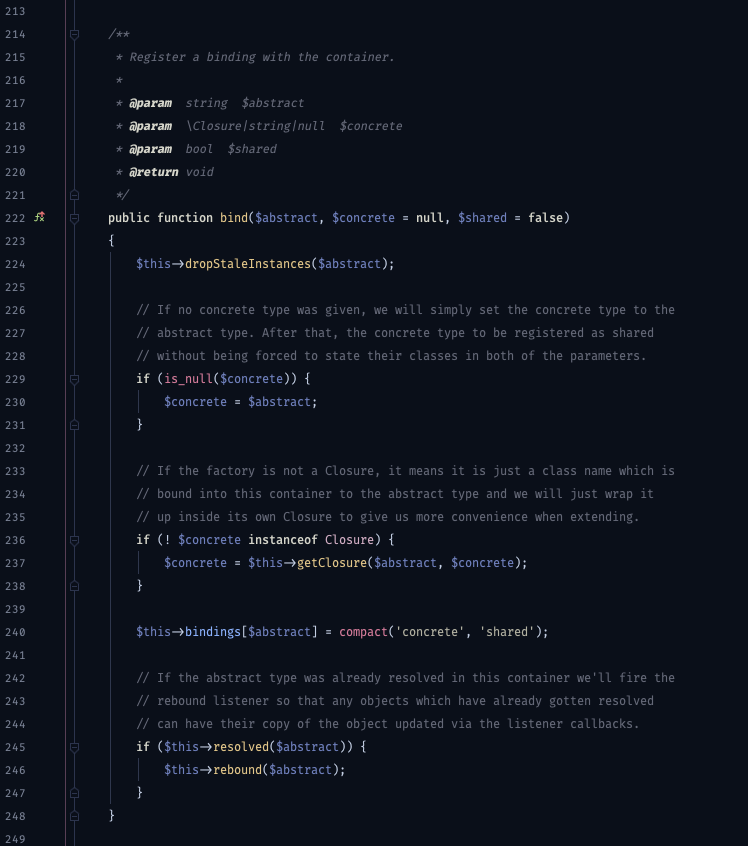 213
214 /**
215 * Register a binding with the container.
216 *
217 * @param  string  $abstract
218 * @param  \Closure|string|null  $concrete
219 * @param  bool  $shared
220 * @return void
221 */
222 public function bind($abstract, $concrete = null, $shared = false)
223 {
224 $this->dropStaleInstances($abstract);
225
226 // If no concrete type was given, we will simply set the concrete type to the
227 // abstract type. After that, the concrete type to be registered as shared
228 // without being forced to state their classes in both of the parameters.
229 if (is_null($concrete)) {
230 $concrete = $abstract;
231 }
232
233 // If the factory is not a Closure, it means it is just a class name which is
234 // bound into this container to the abstract type and we will just wrap it
235 // up inside its own Closure to give us more convenience when extending.
236 if (! $concrete instanceof Closure) {
237 $concrete = $this->getClosure($abstract, $concrete);
238 }
239
240 $this->bindings[$abstract] = compact('concrete', 'shared');
241
242 // If the abstract type was already resolved in this container we'll fire the
243 // rebound listener so that any objects which have already gotten resolved
244 // can have their copy of the object updated via the listener callbacks.
245 if ($this->resolved($abstract)) {
246 $this->rebound($abstract);
247 }
248 }
249